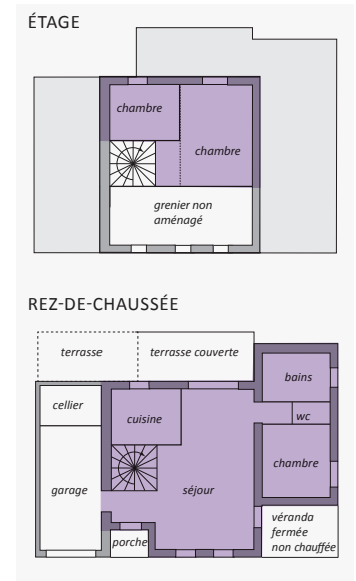 ÉTAGE
chambre
chambre
grenier non
aménagé
REZ-DE-CHAUSSÉE
terrasse
terrasse couverte
bains
cellier
cuisine
wc
chambre
garage
séjour
véranda
fermée
non chauffée
porche